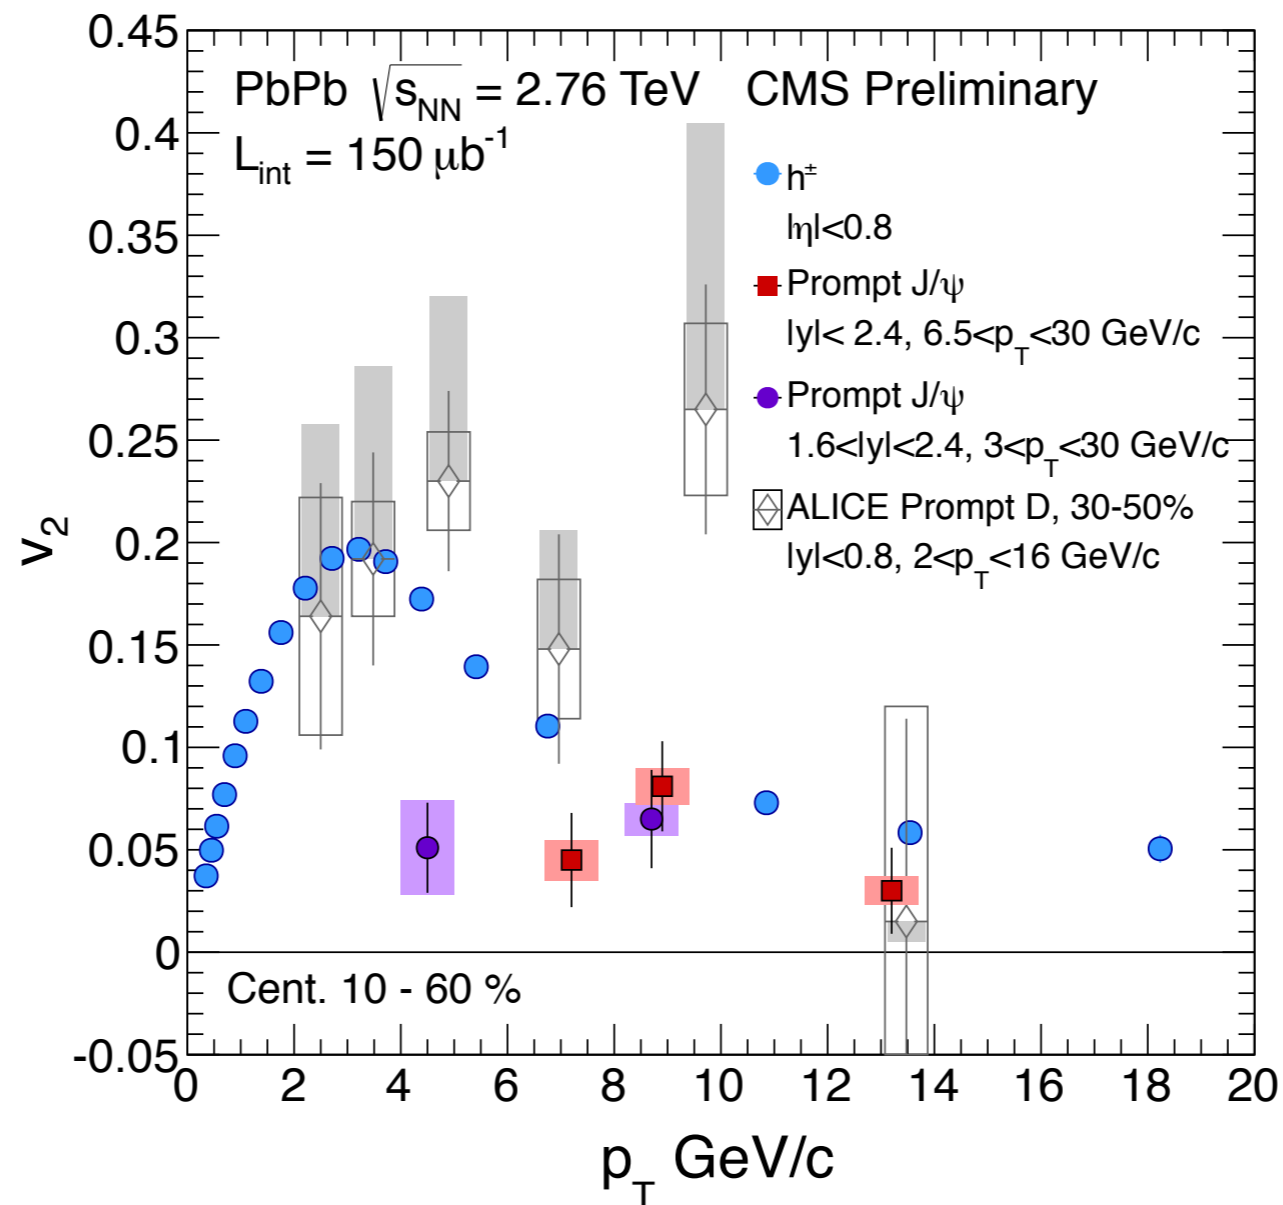 PbPb √sNN = 2.76 TeV CMS Preliminary
Lint = 150 μb-1
h±
|η|<0.8
Prompt J/ψ
|y|< 2.4, 6.5<pT<30 GeV/c
Prompt J/ψ
1.6<|y|<2.4, 3<pT<30 GeV/c
ALICE Prompt D, 30-50%
|y|<0.8, 2<pT<16 GeV/c
Cent. 10 - 60 %
v2
0.45
0.4
0.35
0.3
0.25
0.2
0.15
0.1
0.05
0
-0.05
0 2 4 6 8 10 12 14 16 18 20
pT GeV/c